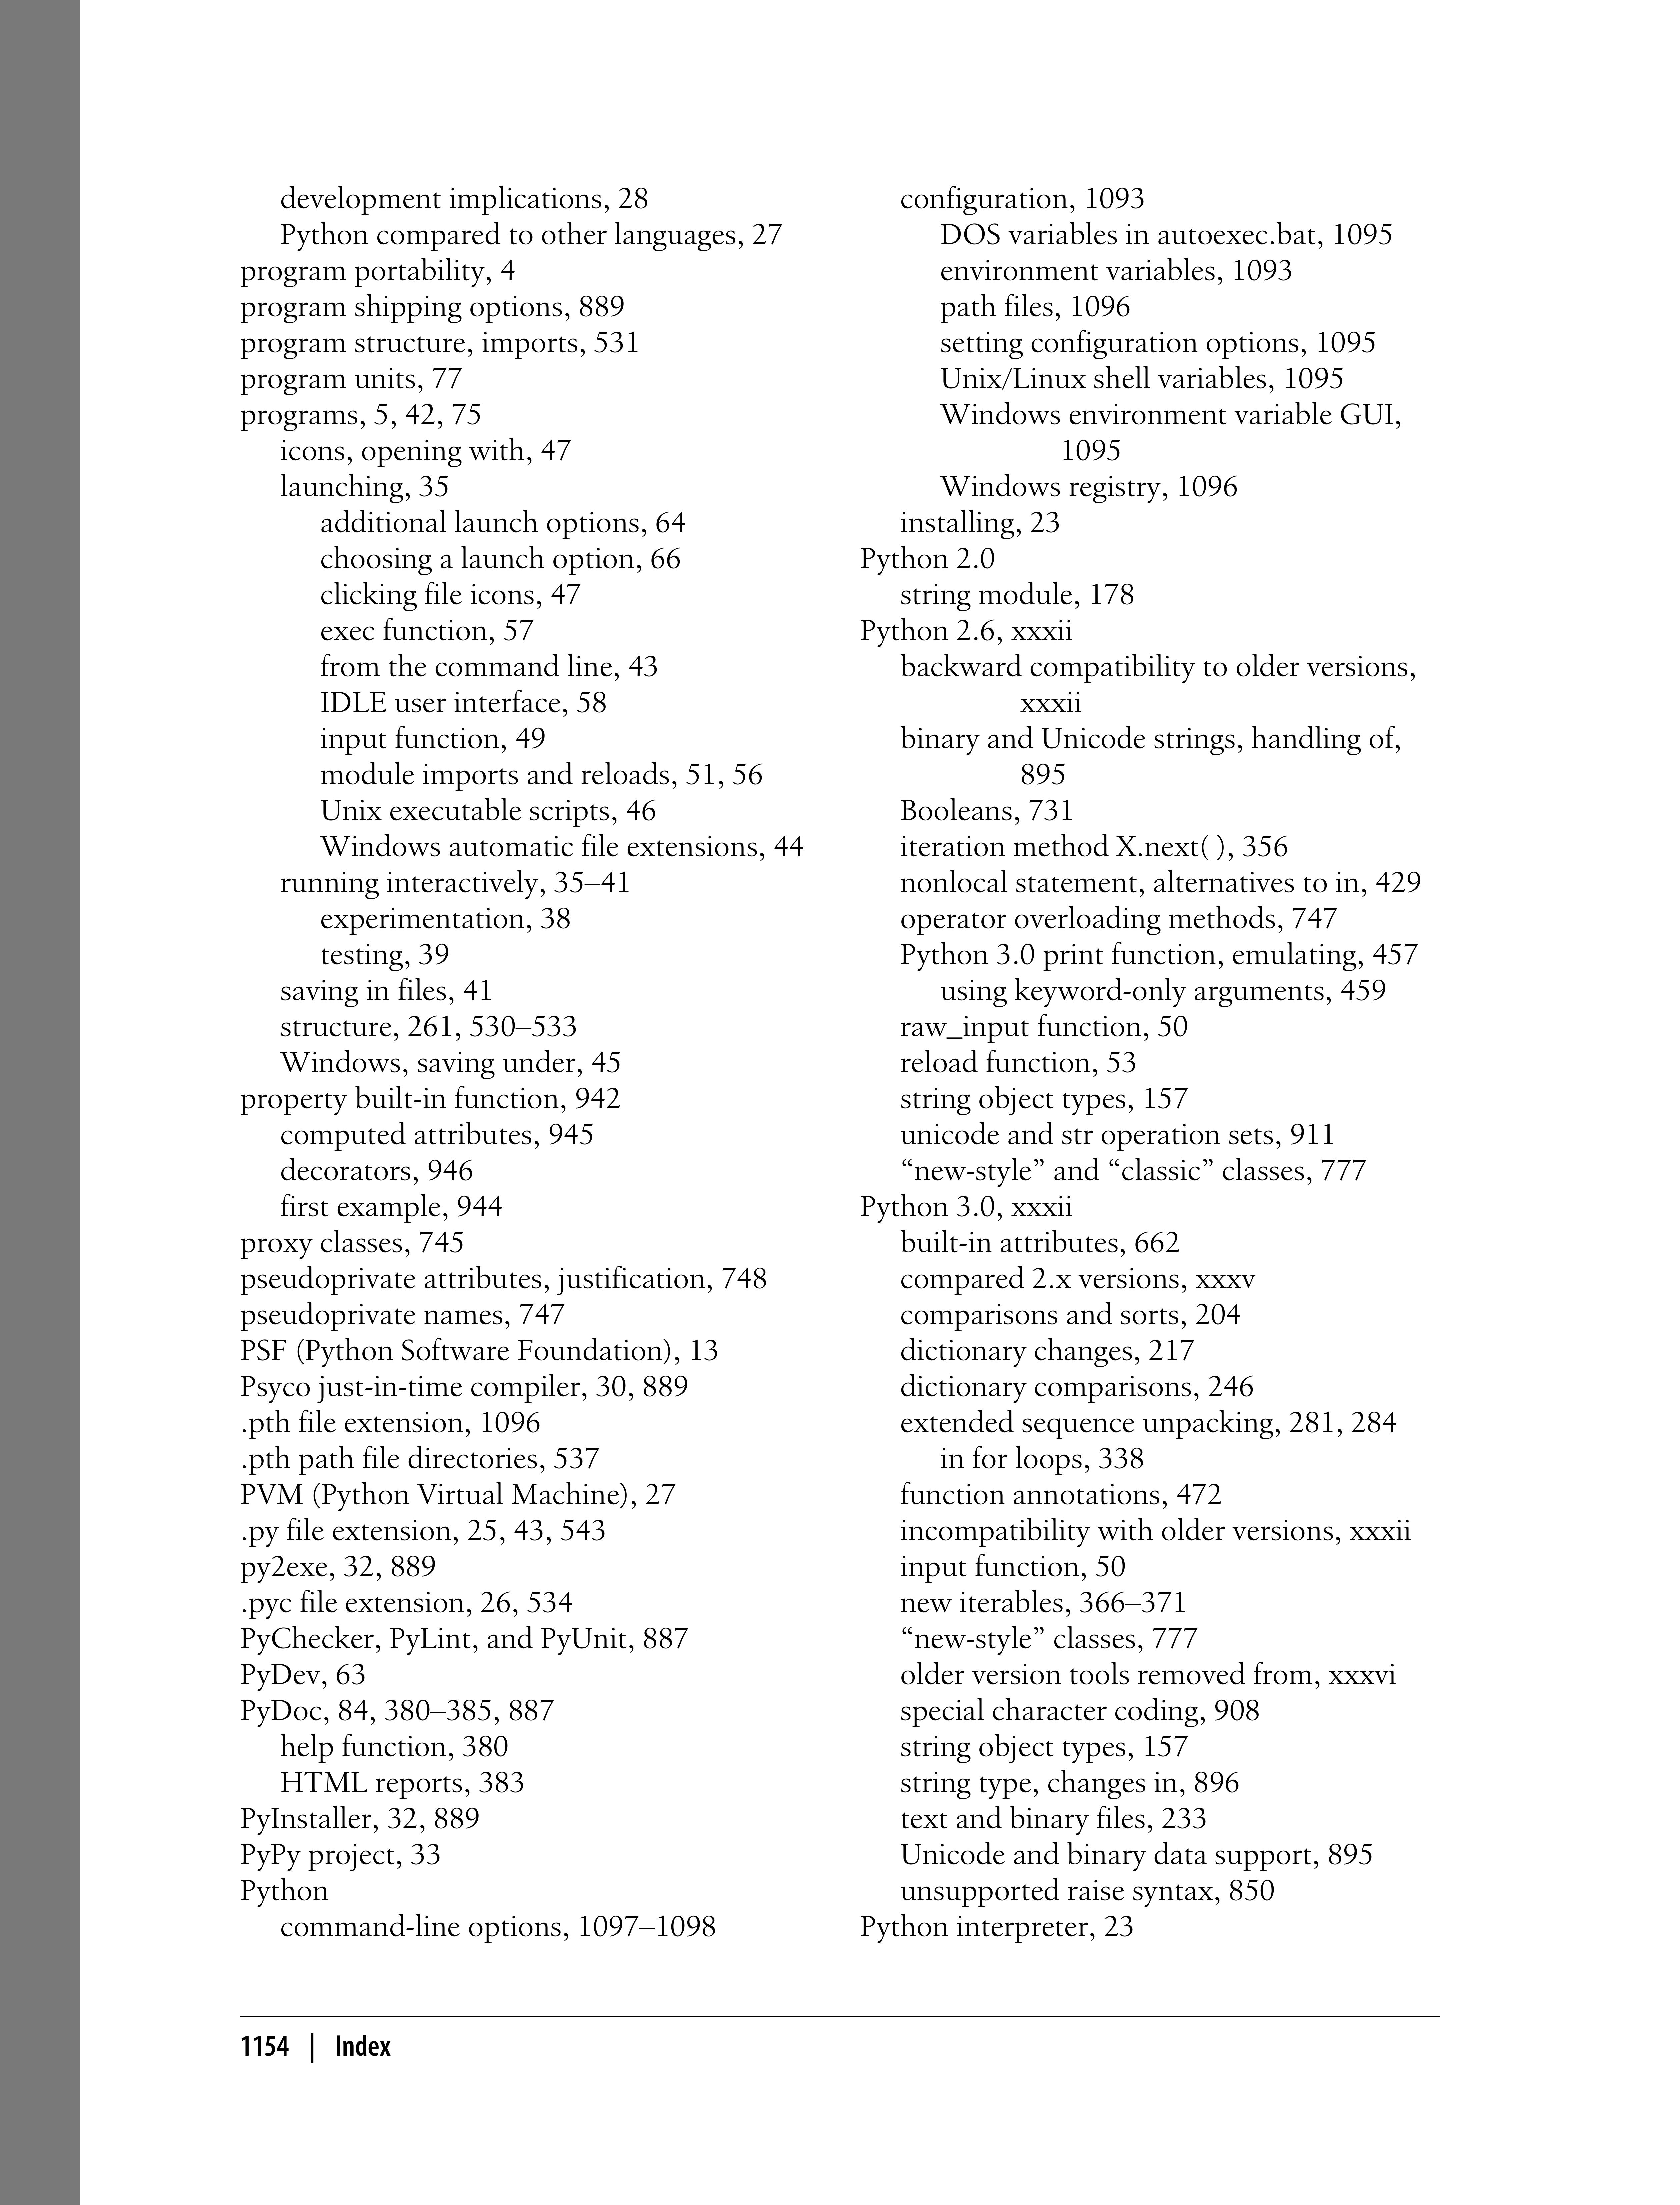 development implications, 28
Python compared to other languages, 27
program portability, 4
program shipping options, 889
program structure, imports, 531
program units, 77
programs, 5, 42, 75
icons, opening with, 47
launching, 35
additional launch options, 64
choosing a launch option, 66
clicking file icons, 47
exec function, 57
from the command line, 43
IDLE user interface, 58
input function, 49
module imports and reloads, 51, 56
Unix executable scripts, 46
Windows automatic file extensions, 44
running interactively, 35–41
experimentation, 38
testing, 39
saving in files, 41
structure, 261, 530–533
Windows, saving under, 45
property built-in function, 942
computed attributes, 945
decorators, 946
first example, 944
proxy classes, 745
pseudoprivate attributes, justification, 748
pseudoprivate names, 747
PSF (Python Software Foundation), 13
Psyco just-in-time compiler, 30, 889
.pth file extension, 1096
.pth path file directories, 537
PVM (Python Virtual Machine), 27
.py file extension, 25, 43, 543
py2exe, 32, 889
.pyc file extension, 26, 534
PyChecker, PyLint, and PyUnit, 887
PyDev, 63
PyDoc, 84, 380–385, 887
help function, 380
HTML reports, 383
PyInstaller, 32, 889
PyPy project, 33
Python
command-line options, 1097–1098
configuration, 1093
DOS variables in autoexec.bat, 1095
environment variables, 1093
path files, 1096
setting configuration options, 1095
Unix/Linux shell variables, 1095
Windows environment variable GUI,
1095
Windows registry, 1096
installing, 23
Python 2.0
string module, 178
Python 2.6, xxxii
backward compatibility to older versions,
xxxii
binary and Unicode strings, handling of,
895
Booleans, 731
iteration method X.next( ), 356
nonlocal statement, alternatives to in, 429
operator overloading methods, 747
Python 3.0 print function, emulating, 457
using keyword-only arguments, 459
raw_input function, 50
reload function, 53
string object types, 157
unicode and str operation sets, 911
“new-style” and “classic” classes, 777
Python 3.0, xxxii
built-in attributes, 662
compared 2.x versions, xxxv
comparisons and sorts, 204
dictionary changes, 217
dictionary comparisons, 246
extended sequence unpacking, 281, 284
in for loops, 338
function annotations, 472
incompatibility with older versions, xxxii
input function, 50
new iterables, 366–371
“new-style” classes, 777
older version tools removed from, xxxvi
special character coding, 908
string object types, 157
string type, changes in, 896
text and binary files, 233
Unicode and binary data support, 895
unsupported raise syntax, 850
Python interpreter, 23
1154 | Index